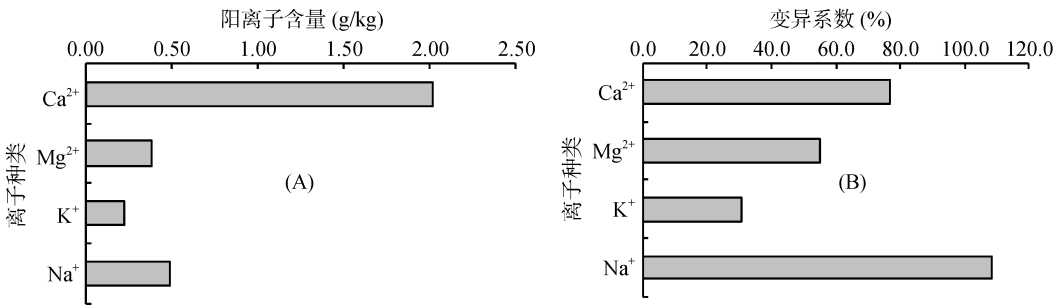 阳离子含量 (g/kg)
0.00 0.50 1.00 1.50 2.00 2.50
离子种类
Ca²⁺
Mg²⁺
K⁺
Na⁺
(A)
变异系数 (%)
0.0 20.0 40.0 60.0 80.0 100.0 120.0
离子种类
Ca²⁺
Mg²⁺
K⁺
Na⁺
(B)